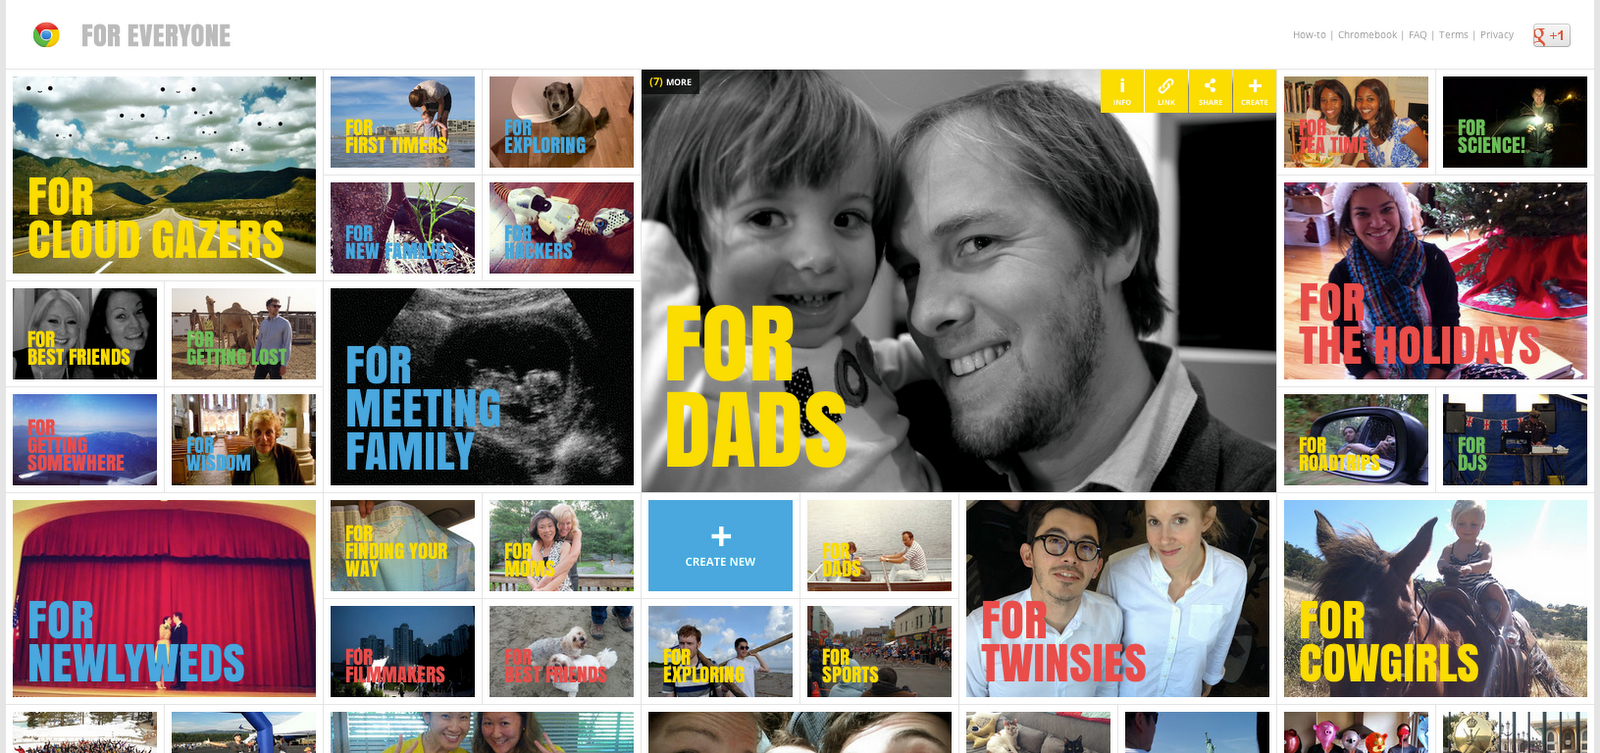 FOR EVERYONE
How-to | Chromebook | FAQ | Terms | Privacy
g +1
FOR
CLOUD GAZERS
FOR
FIRST TIMERS
FOR
EXPLORING
(7) MORE
INFO
LINK
SHARE
CREATE
FOR
TEA TIME
FOR
SCIENCE!
FOR
NEW FAMILIES
FOR
HACKERS
FOR
DADS
FOR
THE HOLIDAYS
FOR
BEST FRIENDS
FOR
GETTING LOST
FOR
MEETING
FAMILY
FOR
GETTING
SOMEWHERE
FOR
WISDOM
FOR
ROADTRIPS
FOR
DJS
FOR
NEWLYWEDS
FOR
FINDING YOUR
WAY
FOR
MOMS
CREATE NEW
FOR
DADS
FOR
TWINSIES
FOR
COWGIRLS
FOR
FILMMAKERS
FOR
BEST FRIENDS
FOR
EXPLORING
FOR
SPORTS